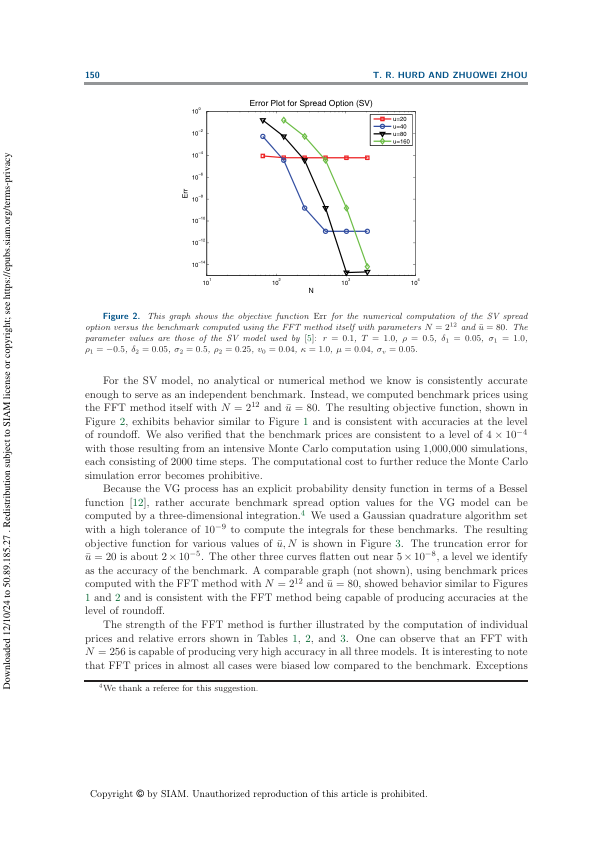 150
T. R. HURD AND ZHUOWEI ZHOU
Error Plot for Spread Option (SV)
10^0
10^−2
10^−4
10^−6
10^−8
10^−10
10^−12
10^−14
Err
10^1
10^2
10^3
10^4
N
u=20
u=40
u=80
u=160
Figure 2. This graph shows the objective function Err for the numerical computation of the SV spread
option versus the benchmark computed using the FFT method itself with parameters N = 2^12 and ū = 80. The
parameter values are those of the SV model used by [5]: r = 0.1, T = 1.0, ρ = 0.5, δ1 = 0.05, σ1 = 1.0,
ρ1 = −0.5, δ2 = 0.05, σ2 = 0.5, ρ2 = 0.25, v0 = 0.04, κ = 1.0, μ = 0.04, σv = 0.05.
For the SV model, no analytical or numerical method we know is consistently accurate
enough to serve as an independent benchmark. Instead, we computed benchmark prices using
the FFT method itself with N = 2^12 and ū = 80. The resulting objective function, shown in
Figure 2, exhibits behavior similar to Figure 1 and is consistent with accuracies at the level
of roundoff. We also verified that the benchmark prices are consistent to a level of 4 × 10^−4
with those resulting from an intensive Monte Carlo computation using 1,000,000 simulations,
each consisting of 2000 time steps. The computational cost to further reduce the Monte Carlo
simulation error becomes prohibitive.
Because the VG process has an explicit probability density function in terms of a Bessel
function [12], rather accurate benchmark spread option values for the VG model can be
computed by a three-dimensional integration.4 We used a Gaussian quadrature algorithm set
with a high tolerance of 10^−9 to compute the integrals for these benchmarks. The resulting
objective function for various values of ū, N is shown in Figure 3. The truncation error for
ū = 20 is about 2 × 10^−5. The other three curves flatten out near 5 × 10^−8, a level we identify
as the accuracy of the benchmark. A comparable graph (not shown), using benchmark prices
computed with the FFT method with N = 2^12 and ū = 80, showed behavior similar to Figures
1 and 2 and is consistent with the FFT method being capable of producing accuracies at the
level of roundoff.
The strength of the FFT method is further illustrated by the computation of individual
prices and relative errors shown in Tables 1, 2, and 3. One can observe that an FFT with
N = 256 is capable of producing very high accuracy in all three models. It is interesting to note
that FFT prices in almost all cases were biased low compared to the benchmark. Exceptions
4We thank a referee for this suggestion.
Copyright © by SIAM. Unauthorized reproduction of this article is prohibited.
Downloaded 12/10/24 to 50.89.185.27 . Redistribution subject to SIAM license or copyright; see https://epubs.siam.org/terms-privacy